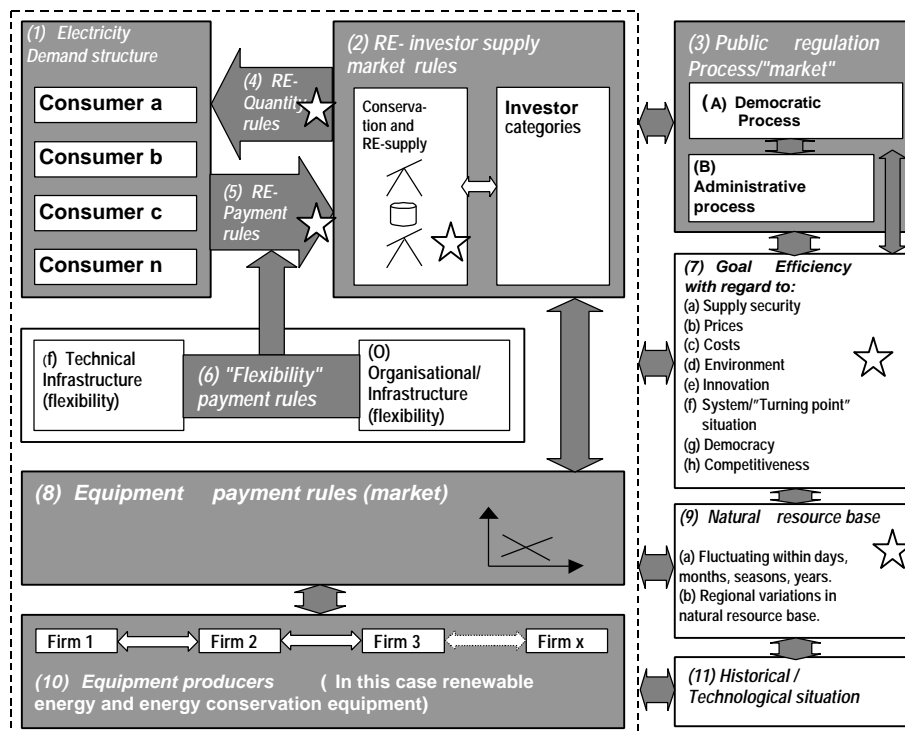 (1) Electricity
Demand structure
Consumer a
Consumer b
Consumer c
Consumer n
(4) RE-
Quantity
rules
(5) RE-
Payment
rules
(2) RE- investor supply
market rules
Conserva-
tion and
RE-supply
Investor
categories
(3) Public regulation
Process/"market"
(A) Democratic
Process
(B)
Administrative
process
(f) Technical
Infrastructure
(flexibility)
(6) "Flexibility"
payment rules
(O)
Organisational/
Infrastructure
(flexibility)
(7) Goal Efficiency
with regard to:
(a) Supply security
(b) Prices
(c) Costs
(d) Environment
(e) Innovation
(f) System/"Turning point"
situation
(g) Democracy
(h) Competitiveness
(8) Equipment payment rules (market)
(9) Natural resource base
(a) Fluctuating within days,
months, seasons, years.
(b) Regional variations in
natural resource base.
Firm 1
Firm 2
Firm 3
Firm x
(10) Equipment producers ( In this case renewable
energy and energy conservation equipment)
(11) Historical /
Technological situation